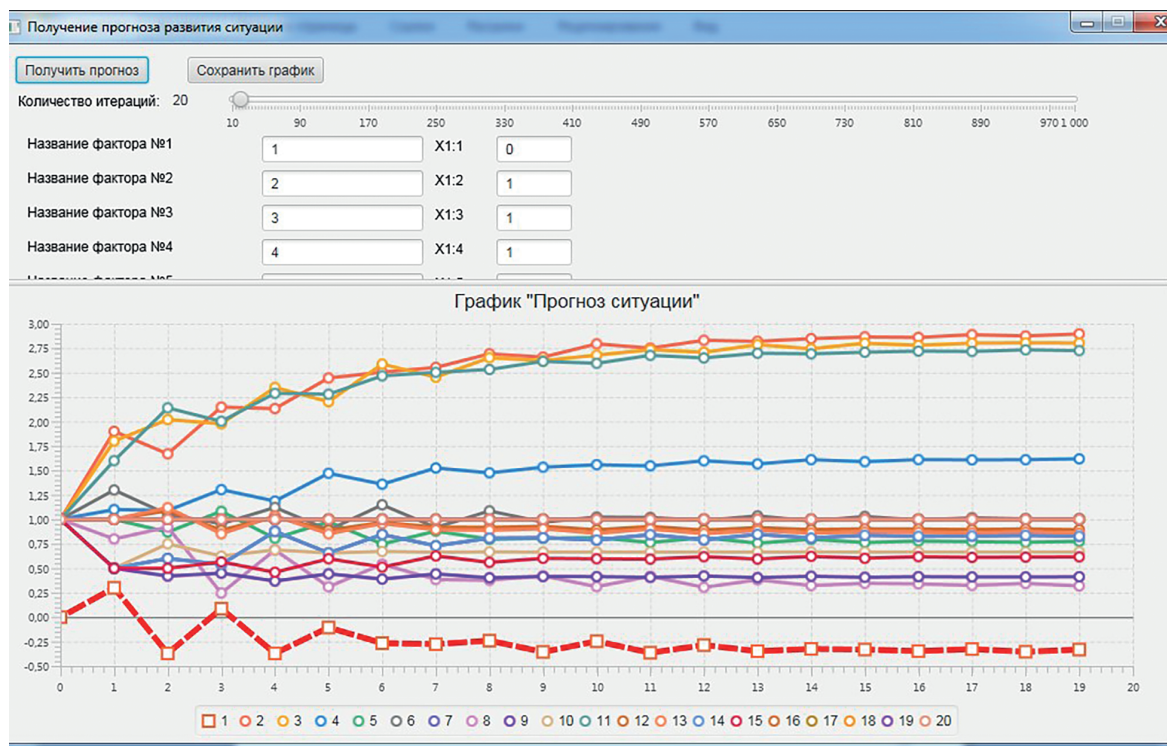 Получение прогноза развития ситуации
Получить прогноз Сохранить график
Количество итераций: 20
10 90 170 250 330 410 490 570 650 730 810 890 970 1 000
Название фактора №1 1 X1:1 0
Название фактора №2 2 X1:2 1
Название фактора №3 3 X1:3 1
Название фактора №4 4 X1:4 1
График "Прогноз ситуации"
3,00
2,75
2,50
2,25
2,00
1,75
1,50
1,25
1,00
0,75
0,50
0,25
0,00
-0,25
-0,50
0 1 2 3 4 5 6 7 8 9 10 11 12 13 14 15 16 17 18 19 20
1 2 3 4 5 6 7 8 9 10 11 12 13 14 15 16 17 18 19 20